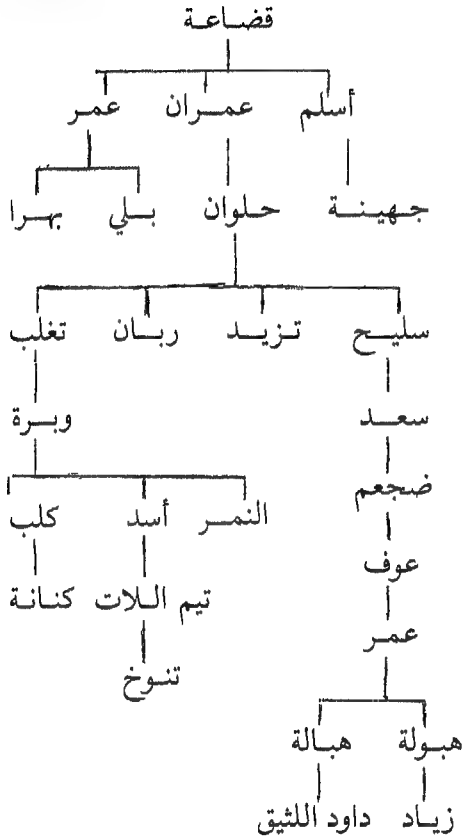 قضاعة
أسلم عمران عمر
جهينة حلوان بلي بهرا
سليح تزيد ربان تغلب
سعد وبرة
ضجعم النمر أسد كلب
عوف تيم اللات كنانة
عمر
تنوخ
هبولة هبالة
زياد داود اللثيق